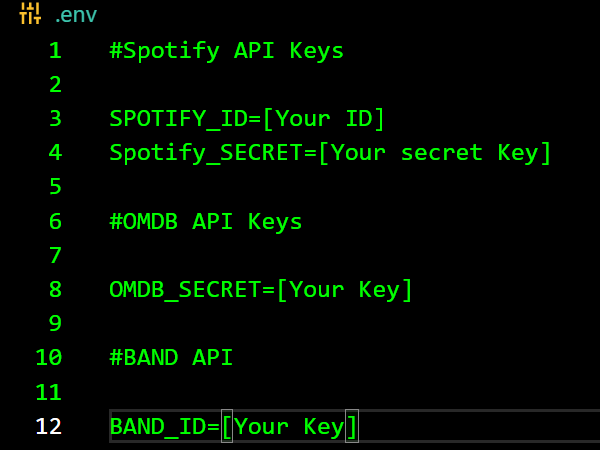 .env
1 #Spotify API Keys
2
3 SPOTIFY_ID=[Your ID]
4 Spotify_SECRET=[Your secret Key]
5
6 #OMDB API Keys
7
8 OMDB_SECRET=[Your Key]
9
10 #BAND API
11
12 BAND_ID=[Your Key]